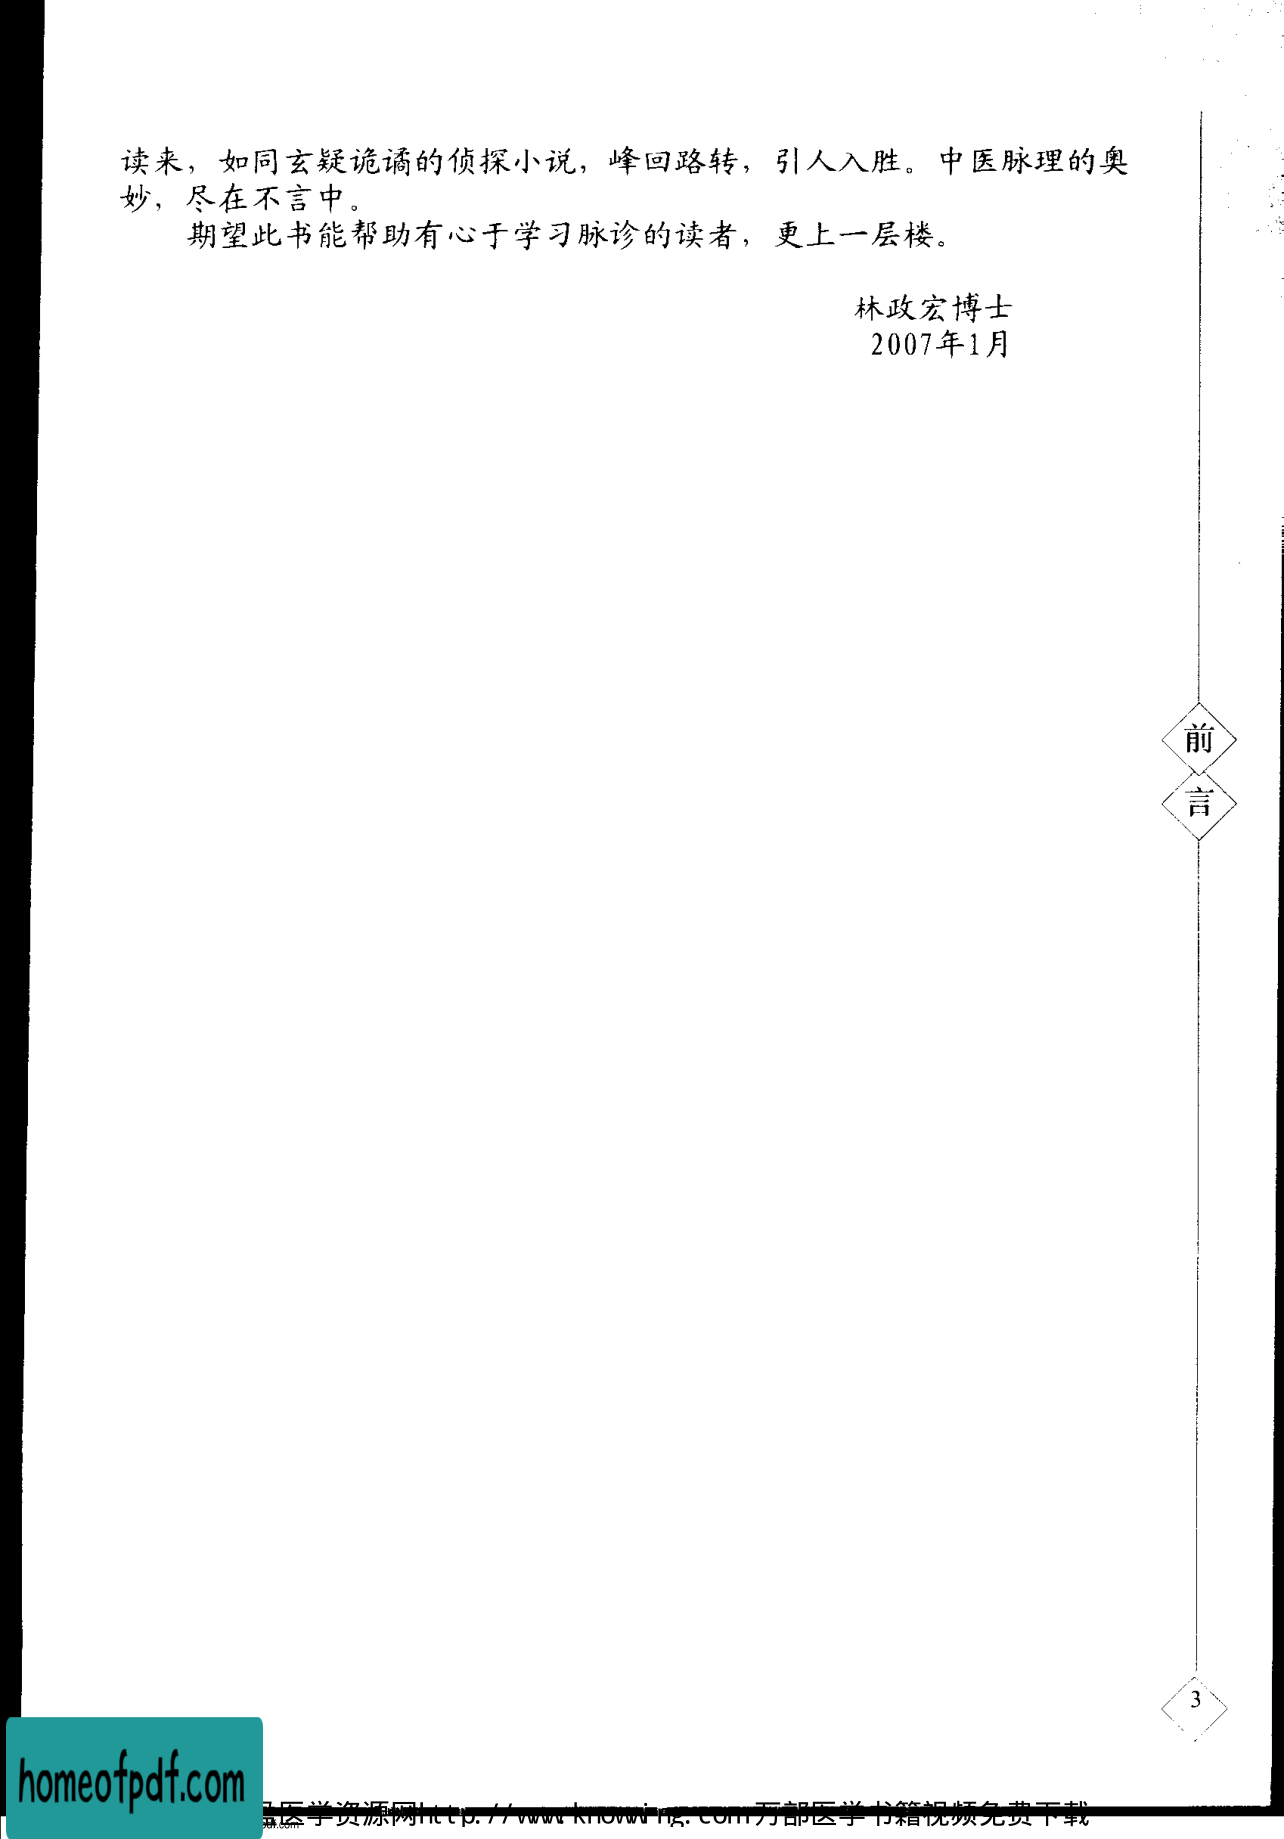 读来，如同玄疑诡谲的侦探小说，峰回路转，引人入胜。中医脉理的奥
妙，尽在不言中。
期望此书能帮助有心于学习脉诊的读者，更上一层楼。
林政宏博士
2007年1月
前
言
3
homeofpdf.com
医学资源网http://www.knowwing.com万部医学书籍视频免费下载